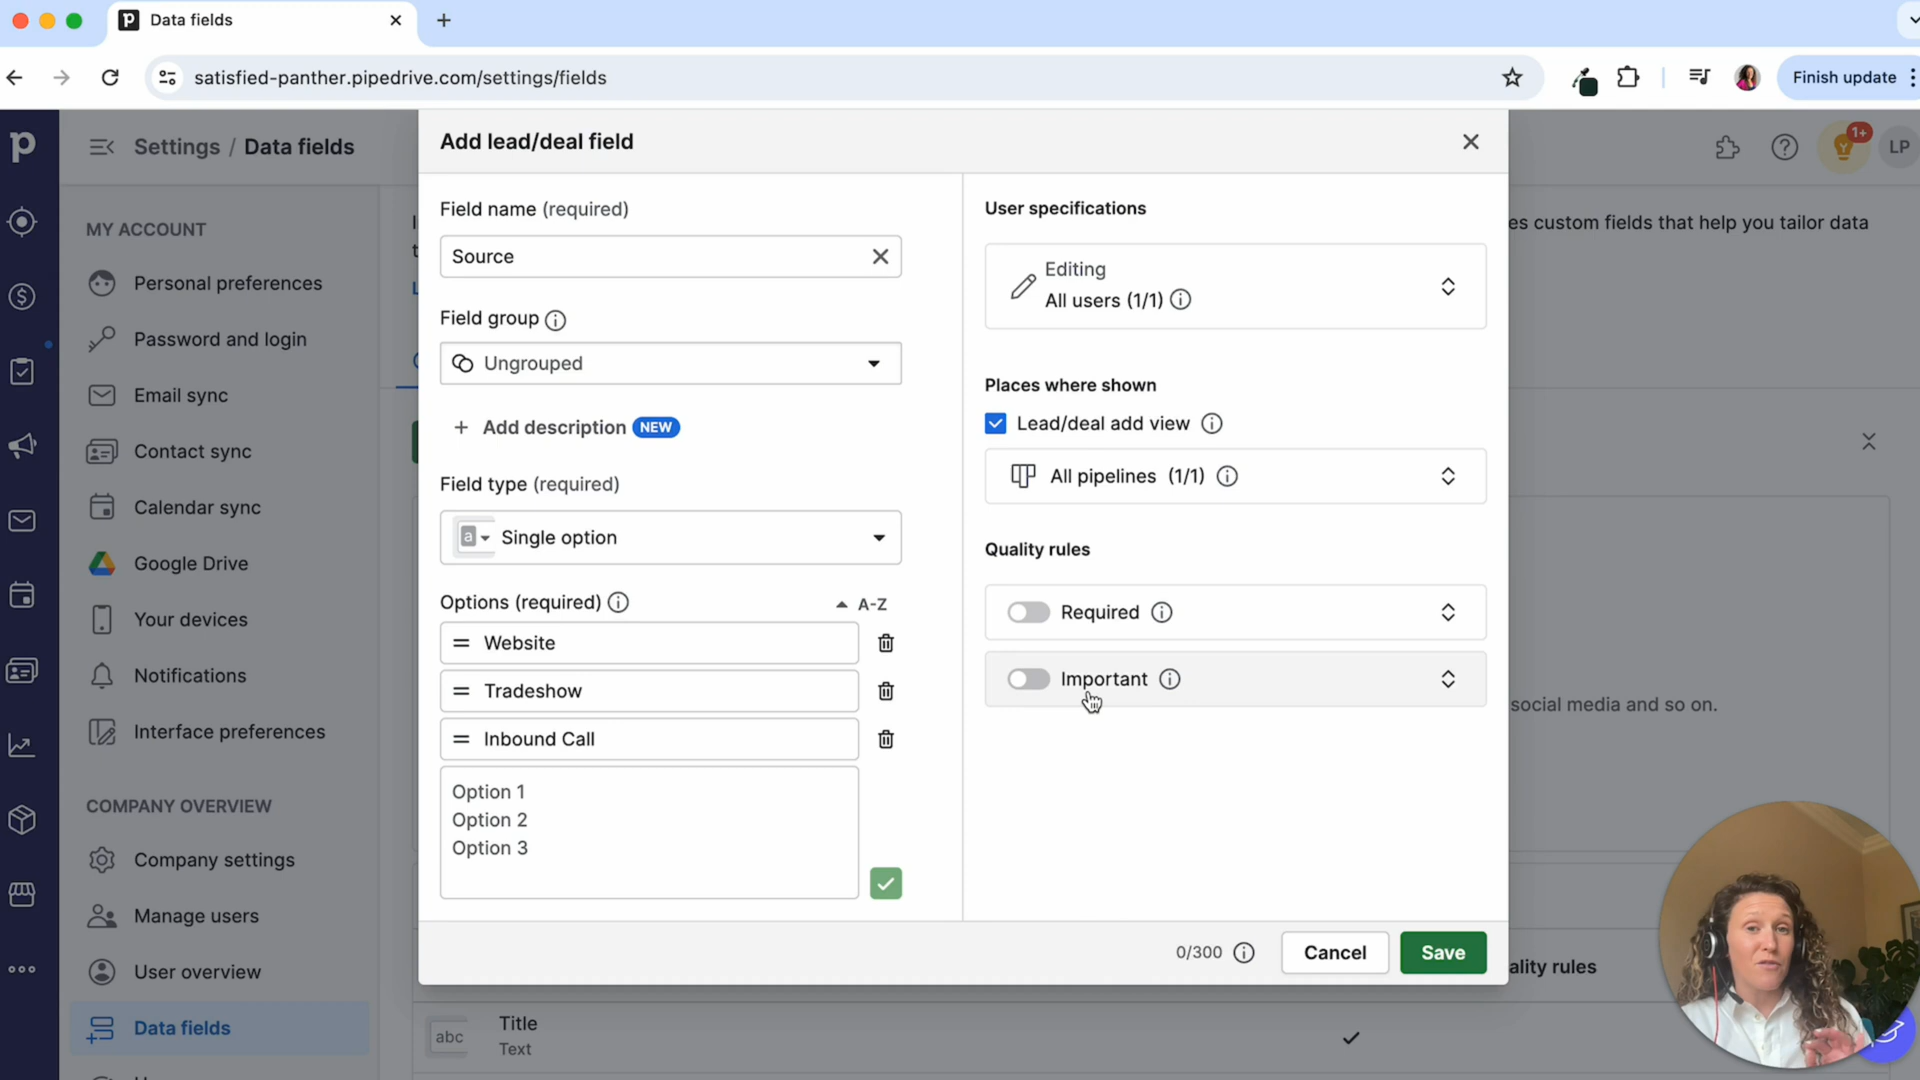 Data fields
satisfied-panther.pipedrive.com/settings/fields
Finish update
Settings / Data fields
1+
LP
MY ACCOUNT
Personal preferences
Password and login
Email sync
Contact sync
Calendar sync
Google Drive
Your devices
Notifications
Interface preferences
COMPANY OVERVIEW
Company settings
Manage users
User overview
Data fields
Add lead/deal field
Field name (required)
Source
Field group
Ungrouped
+ Add description NEW
Field type (required)
a Single option
Options (required)
A-Z
Website
Tradeshow
Inbound Call
Option 1
Option 2
Option 3
User specifications
Editing
All users (1/1)
Places where shown
Lead/deal add view
All pipelines (1/1)
Quality rules
Required
Important
0/300
Cancel
Save
es custom fields that help you tailor data
social media and so on.
ality rules
abc
Title
Text